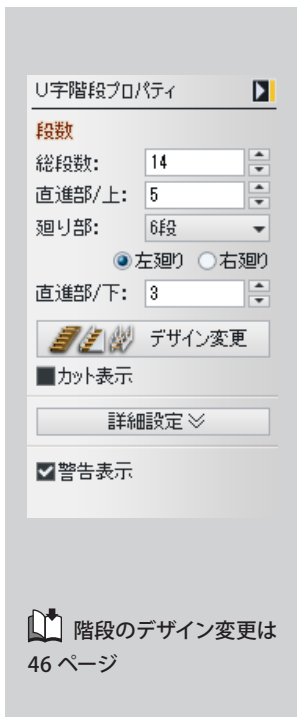 U字階段プロパティ
段数
総段数: 14
直進部/上: 5
廻り部: 6段
左廻り 右廻り
直進部/下: 3
デザイン変更
カット表示
詳細設定
警告表示
階段のデザイン変更は
46 ページ